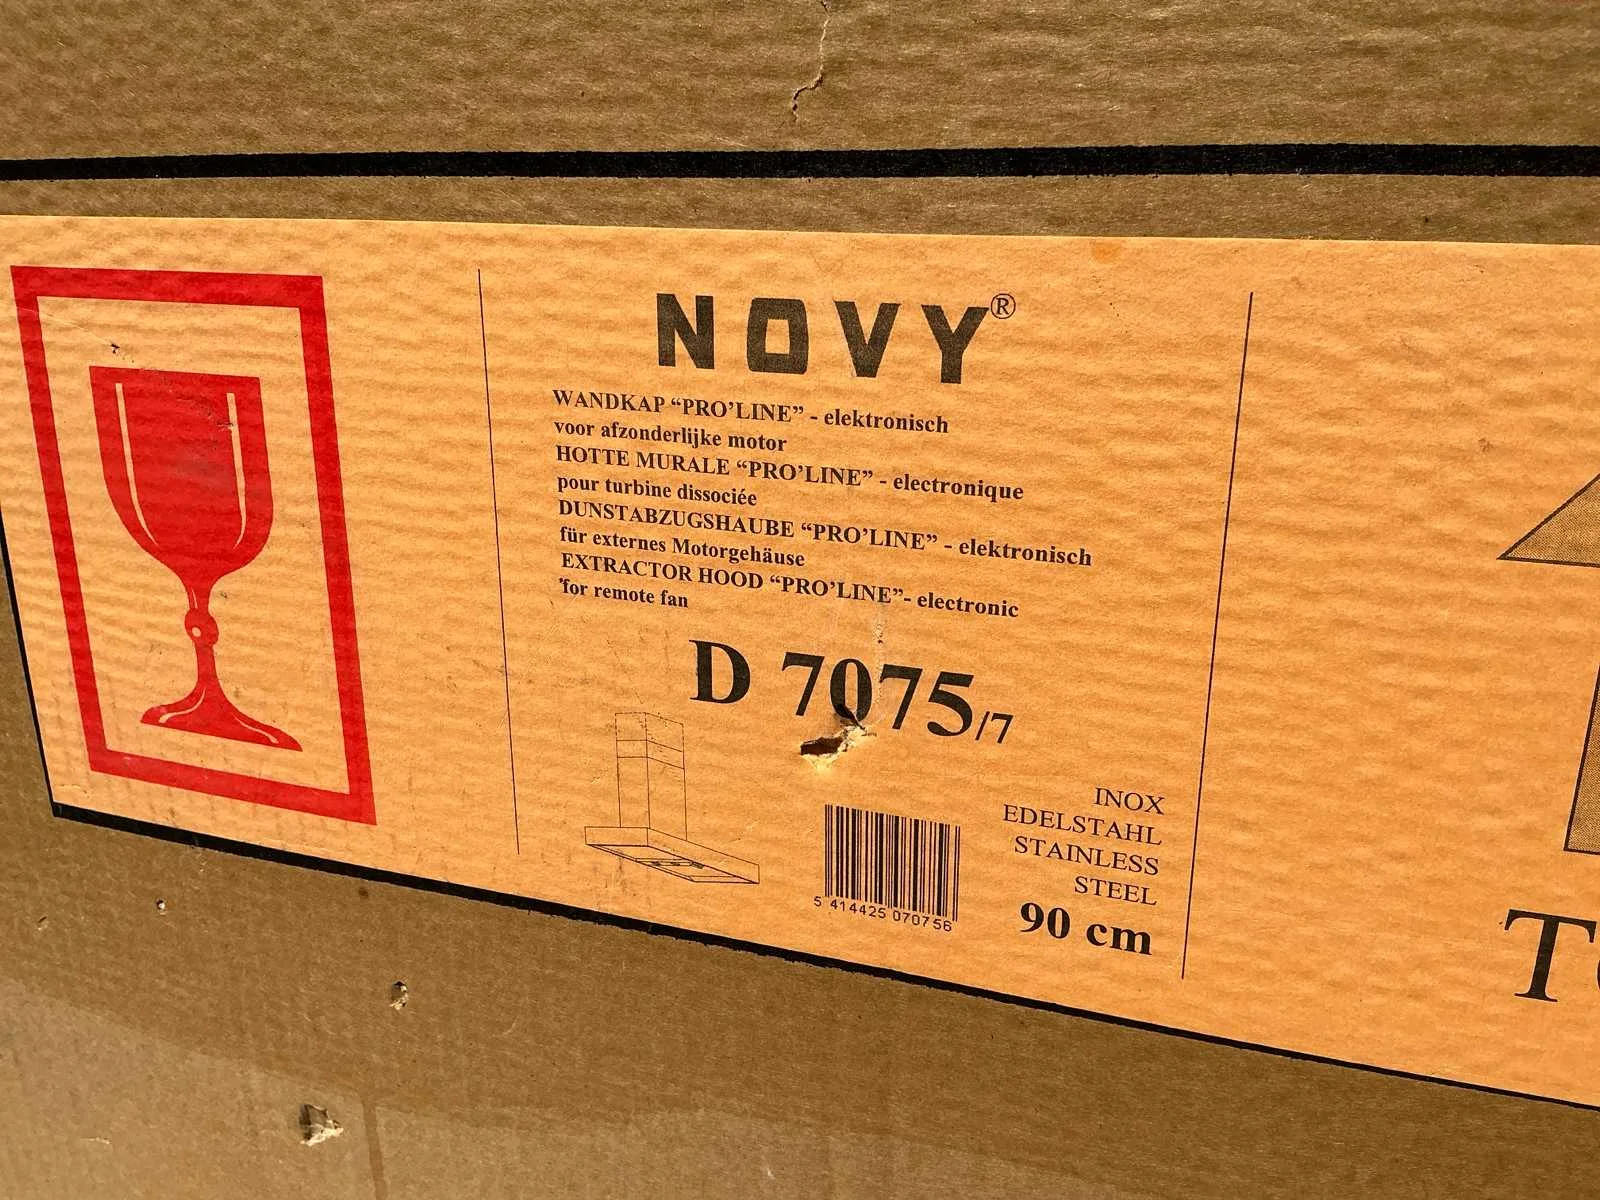 NOVY®
WANDKAP “PRO’LINE” - elektronisch
voor afzonderlijke motor
HOTTE MURALE “PRO’LINE” - electronique
pour turbine dissociée
DUNSTABZUGSHAUBE “PRO’LINE” - elektronisch
für externes Motorgehäuse
EXTRACTOR HOOD “PRO’LINE”- electronic
for remote fan
D 7075/7
INOX
EDELSTAHL
STAINLESS
STEEL
90 cm
5 414425 070756